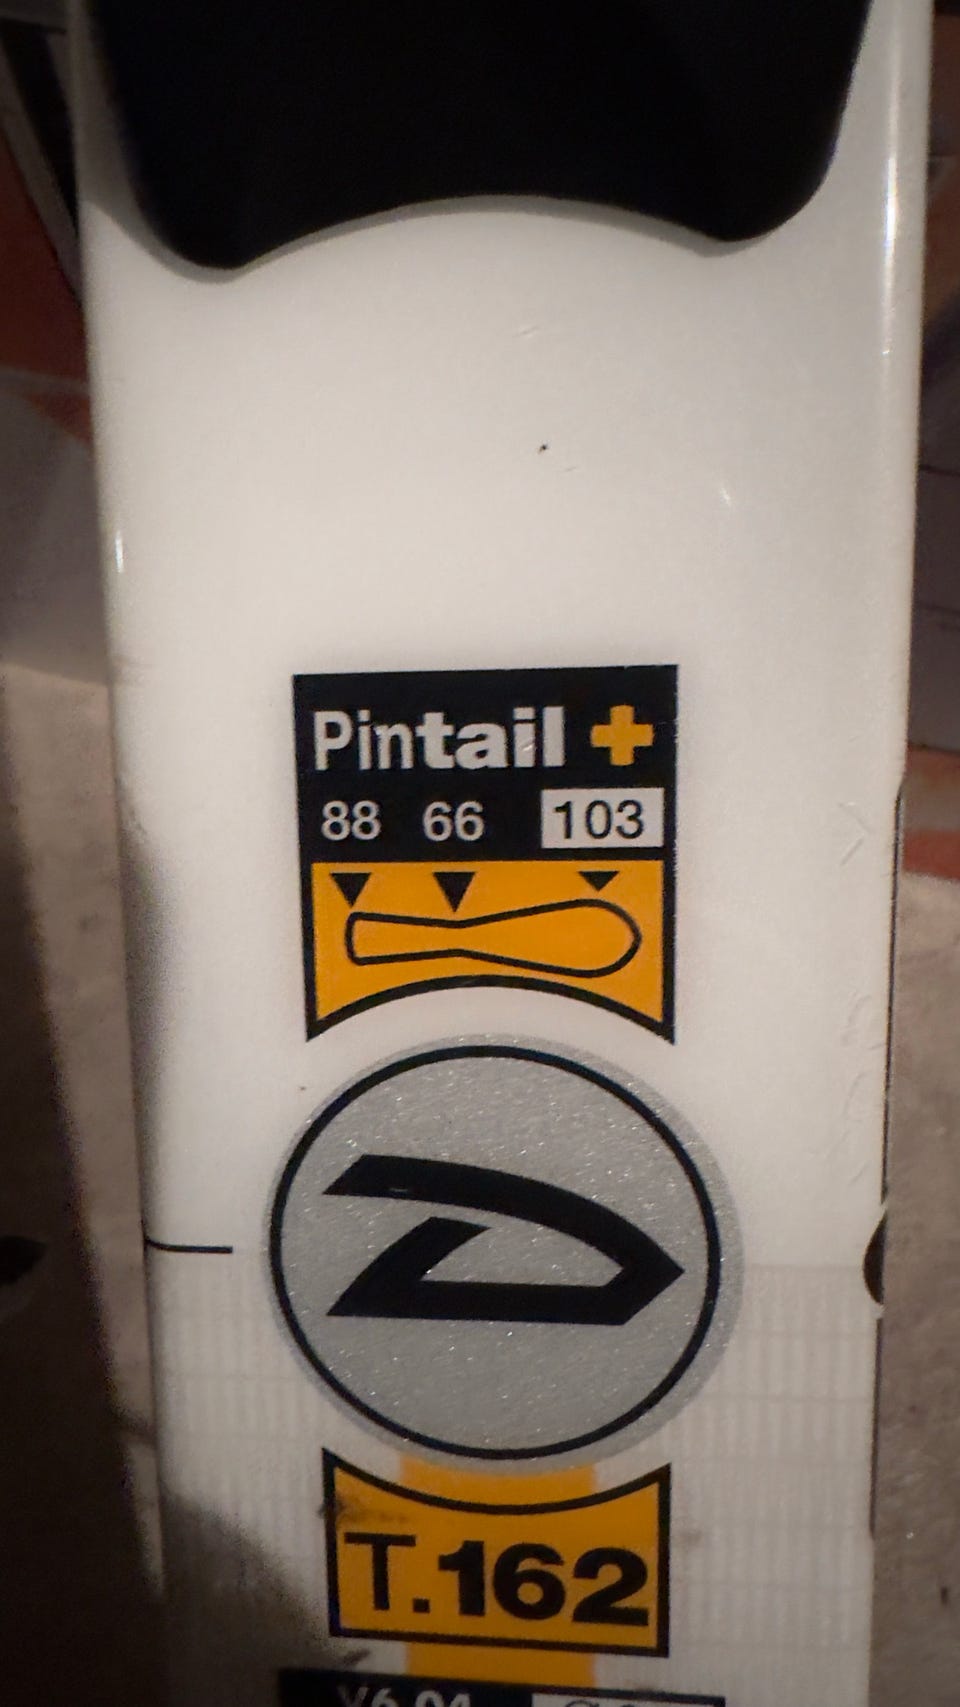 Pintail +
88 66 103
T.162